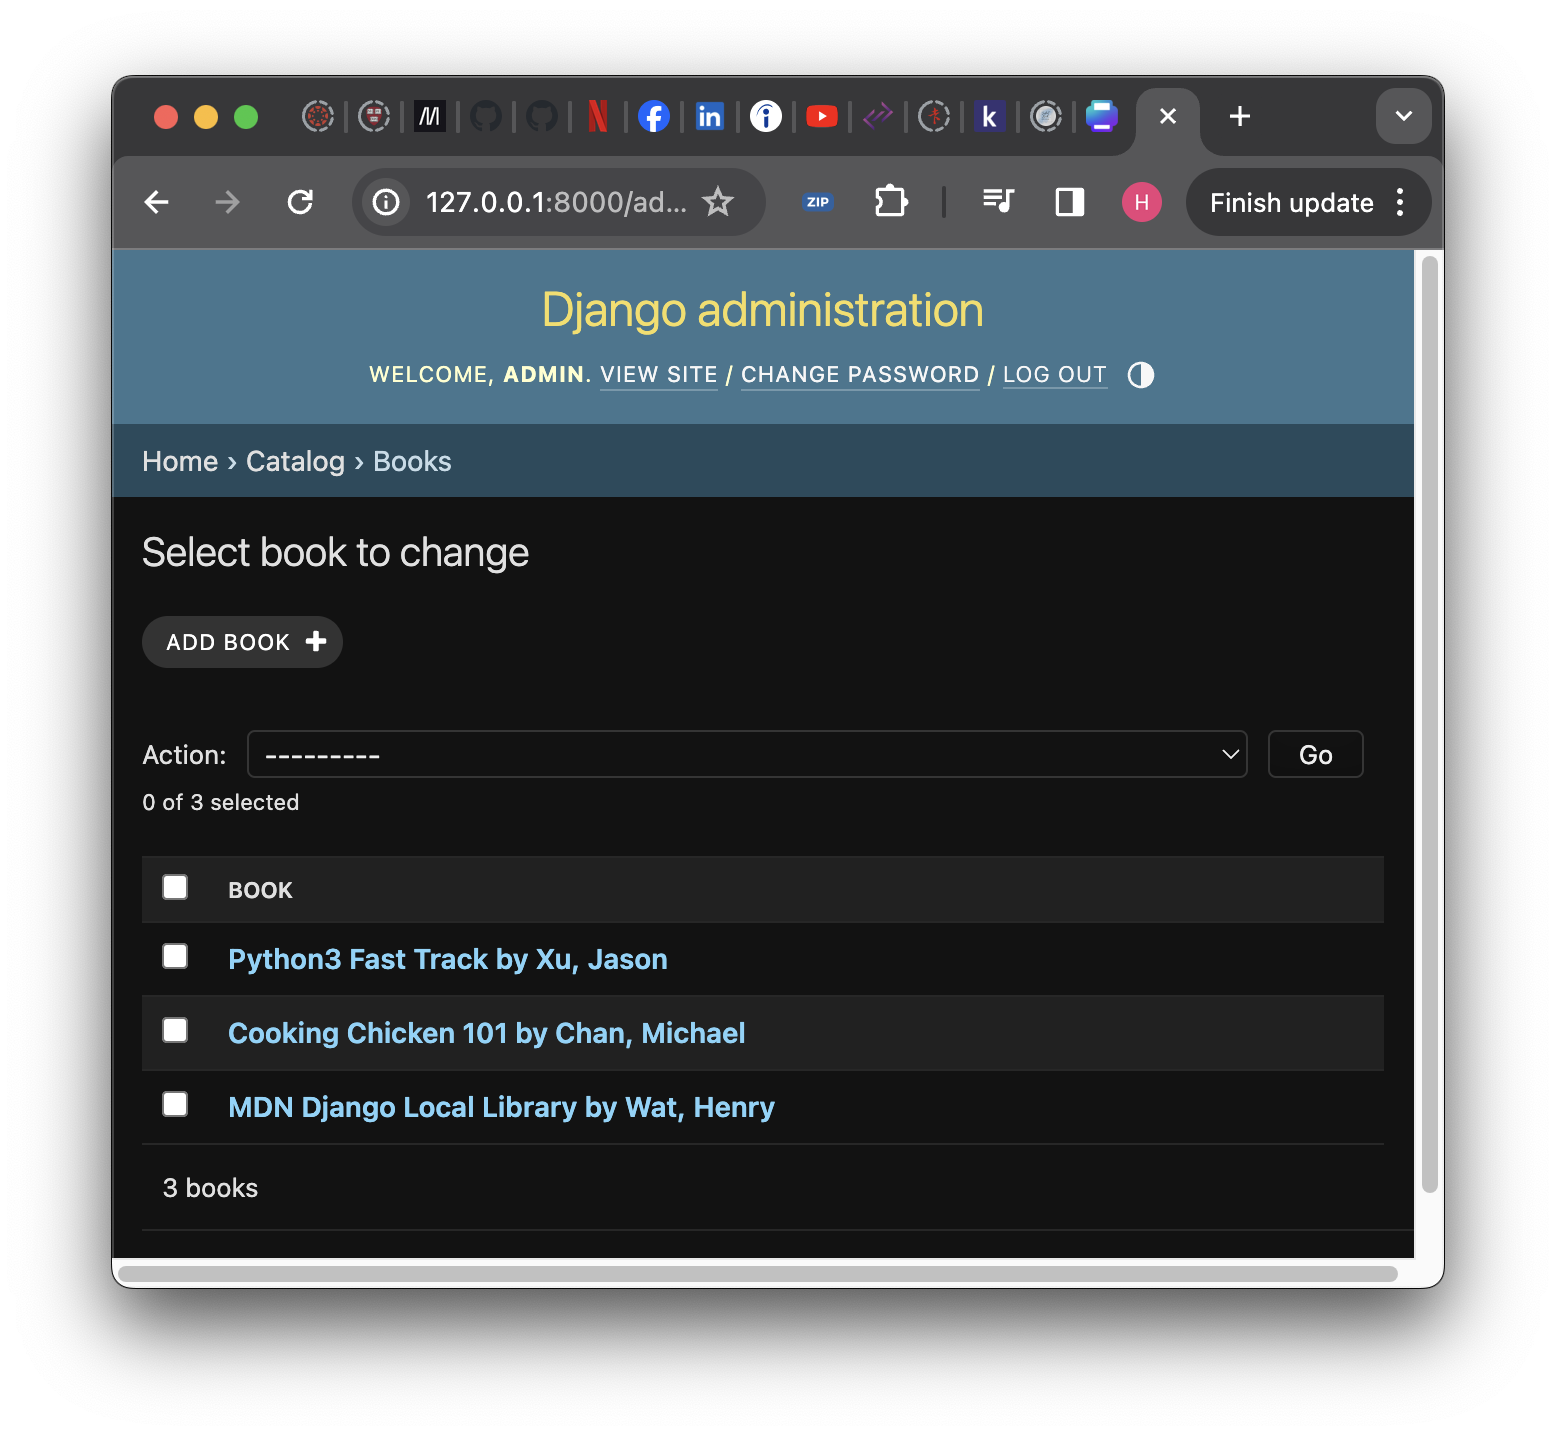 127.0.0.1:8000/ad...
ZIP
H
Finish update
Django administration
WELCOME, ADMIN. VIEW SITE / CHANGE PASSWORD / LOG OUT
Home › Catalog › Books
Select book to change
ADD BOOK
Action: --------- Go
0 of 3 selected
BOOK
Python3 Fast Track by Xu, Jason
Cooking Chicken 101 by Chan, Michael
MDN Django Local Library by Wat, Henry
3 books